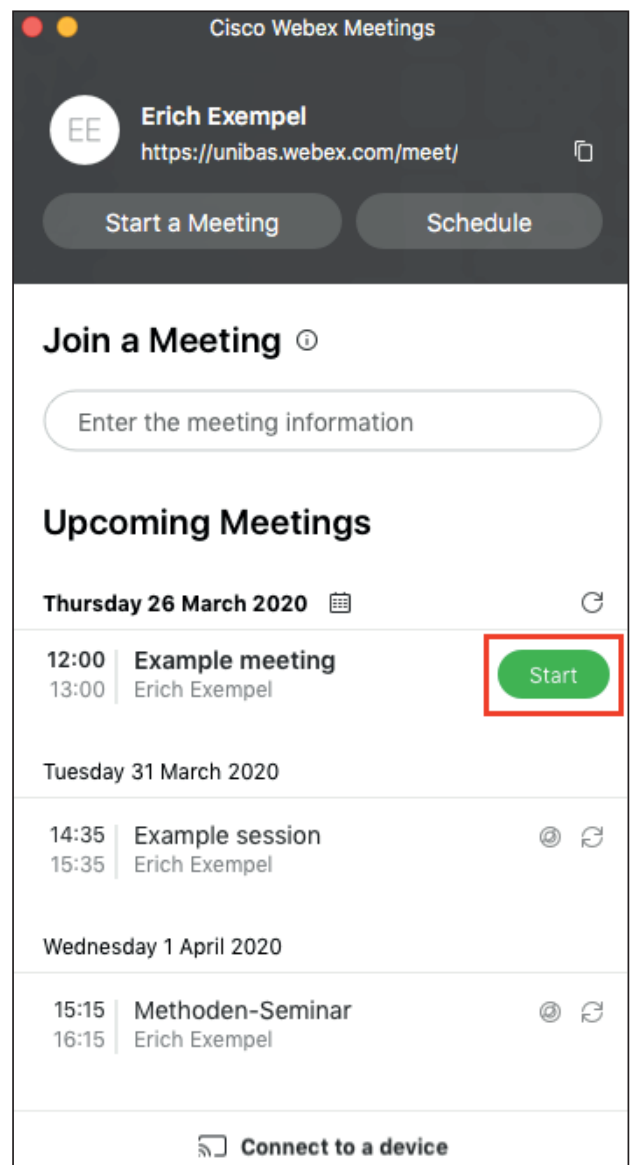 Cisco Webex Meetings
EE
Erich Exempel
https://unibas.webex.com/meet/
Start a Meeting
Schedule
Join a Meeting
Enter the meeting information
Upcoming Meetings
Thursday 26 March 2020
12:00 Example meeting
Start
13:00 Erich Exempel
Tuesday 31 March 2020
14:35 Example session
15:35 Erich Exempel
Wednesday 1 April 2020
15:15 Methoden-Seminar
16:15 Erich Exempel
Connect to a device